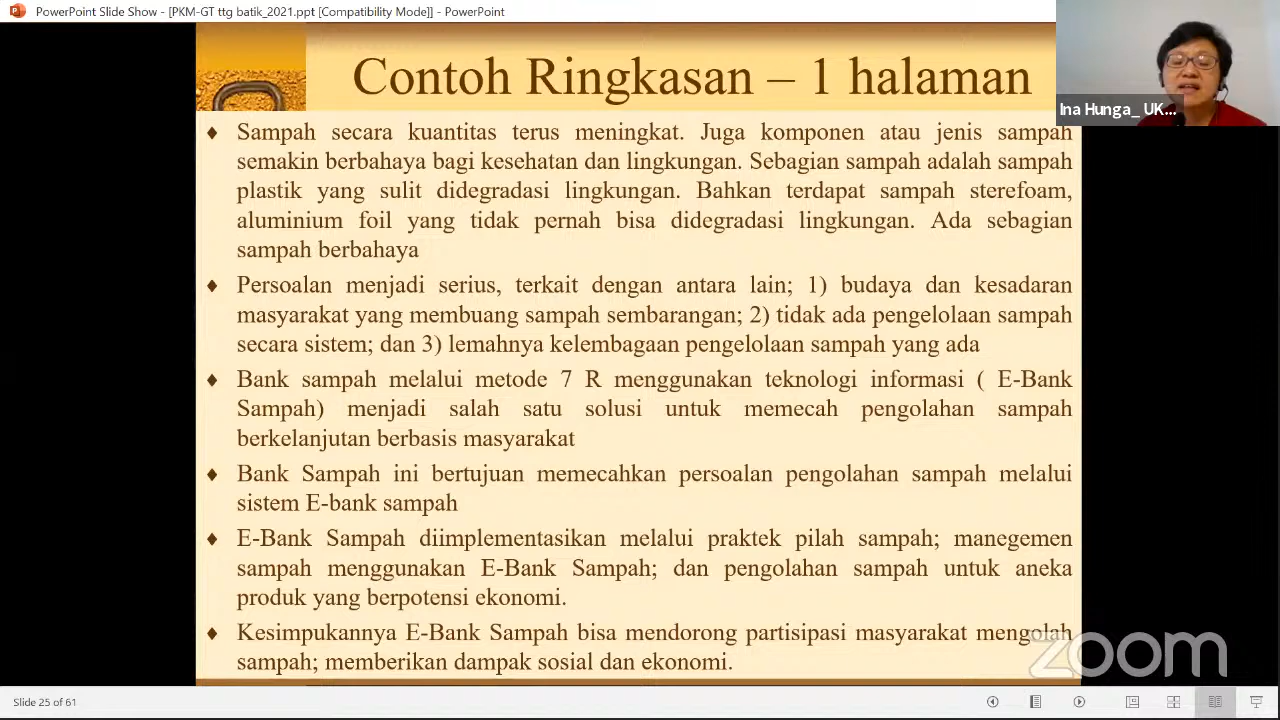 PowerPoint Slide Show - [PKM-GT ttg batik_2021.ppt [Compatibility Mode]] - PowerPoint
Contoh Ringkasan – 1 halaman
Ina Hunga_ UK...
♦ Sampah secara kuantitas terus meningkat. Juga komponen atau jenis sampah
semakin berbahaya bagi kesehatan dan lingkungan. Sebagian sampah adalah sampah
plastik yang sulit didegradasi lingkungan. Bahkan terdapat sampah sterefoam,
aluminium foil yang tidak pernah bisa didegradasi lingkungan. Ada sebagian
sampah berbahaya
♦ Persoalan menjadi serius, terkait dengan antara lain; 1) budaya dan kesadaran
masyarakat yang membuang sampah sembarangan; 2) tidak ada pengelolaan sampah
secara sistem; dan 3) lemahnya kelembagaan pengelolaan sampah yang ada
♦ Bank sampah melalui metode 7 R menggunakan teknologi informasi ( E-Bank
Sampah) menjadi salah satu solusi untuk memecah pengolahan sampah
berkelanjutan berbasis masyarakat
♦ Bank Sampah ini bertujuan memecahkan persoalan pengolahan sampah melalui
sistem E-bank sampah
♦ E-Bank Sampah diimplementasikan melalui praktek pilah sampah; manegemen
sampah menggunakan E-Bank Sampah; dan pengolahan sampah untuk aneka
produk yang berpotensi ekonomi.
♦ Kesimpukannya E-Bank Sampah bisa mendorong partisipasi masyarakat mengolah
sampah; memberikan dampak sosial dan ekonomi.
zoom
Slide 25 of 61